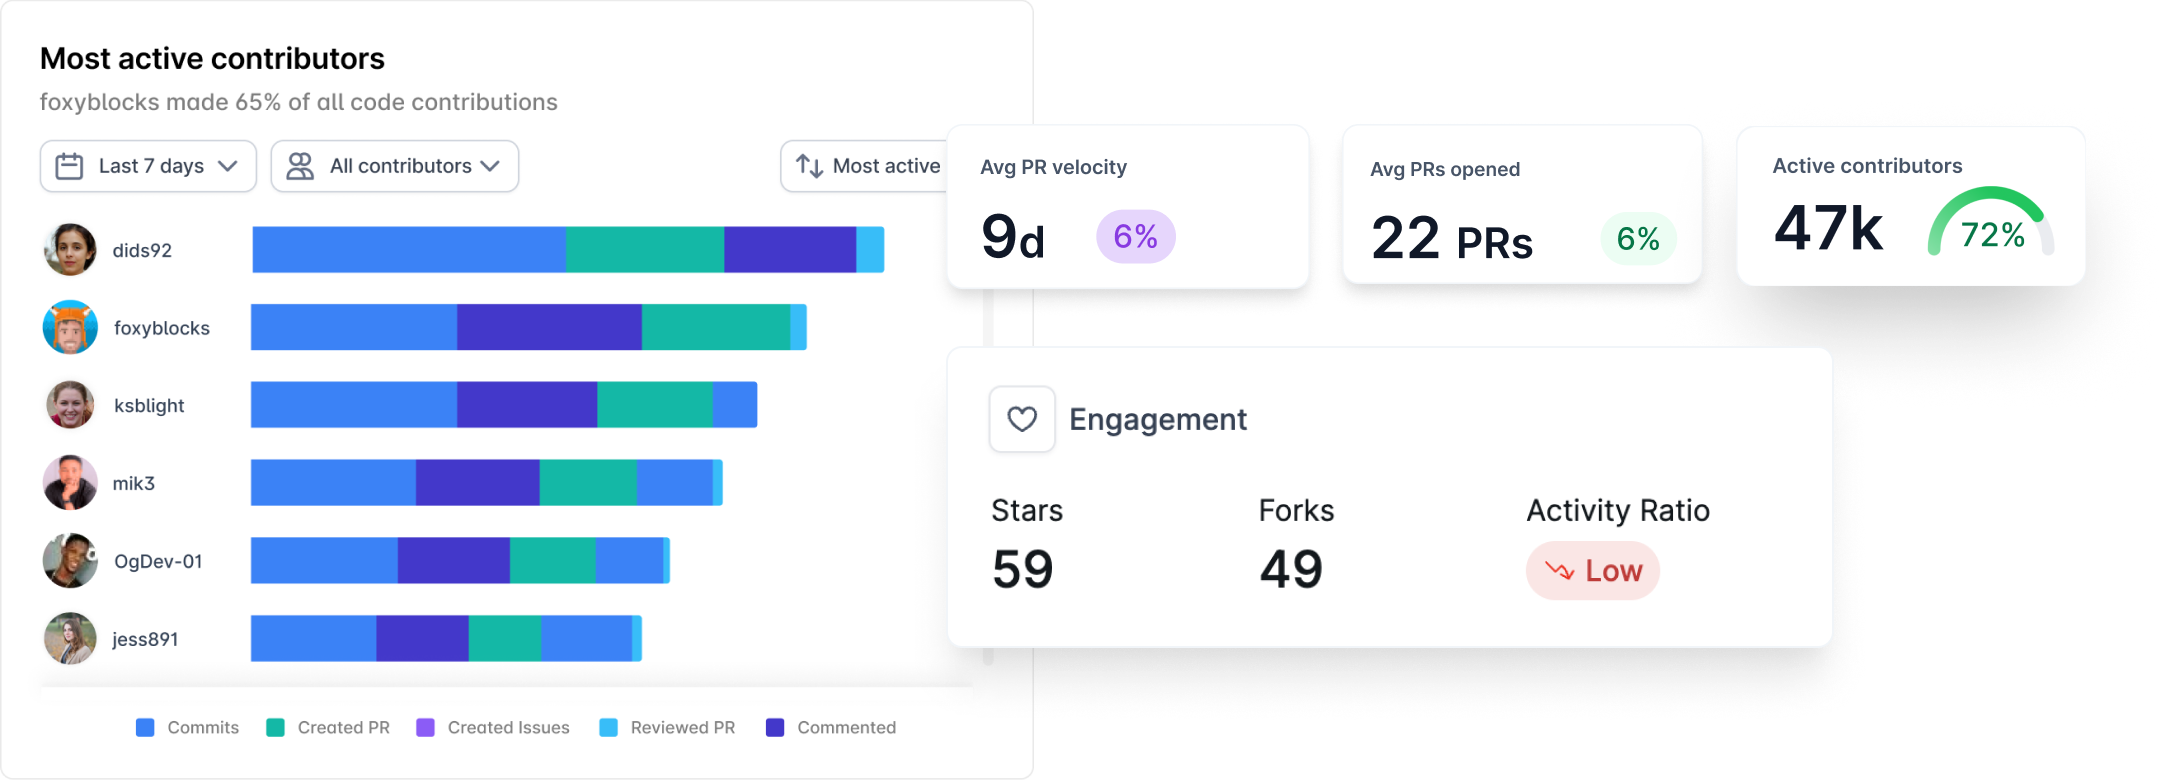 Most active contributors
foxyblocks made 65% of all code contributions
Last 7 days
All contributors
Most active
dids92
foxyblocks
ksblight
mik3
OgDev-01
jess891
Commits
Created PR
Created Issues
Reviewed PR
Commented
Avg PR velocity
9d
6%
Avg PRs opened
22 PRs
6%
Active contributors
47k
72%
Engagement
Stars
Forks
Activity Ratio
59
49
Low